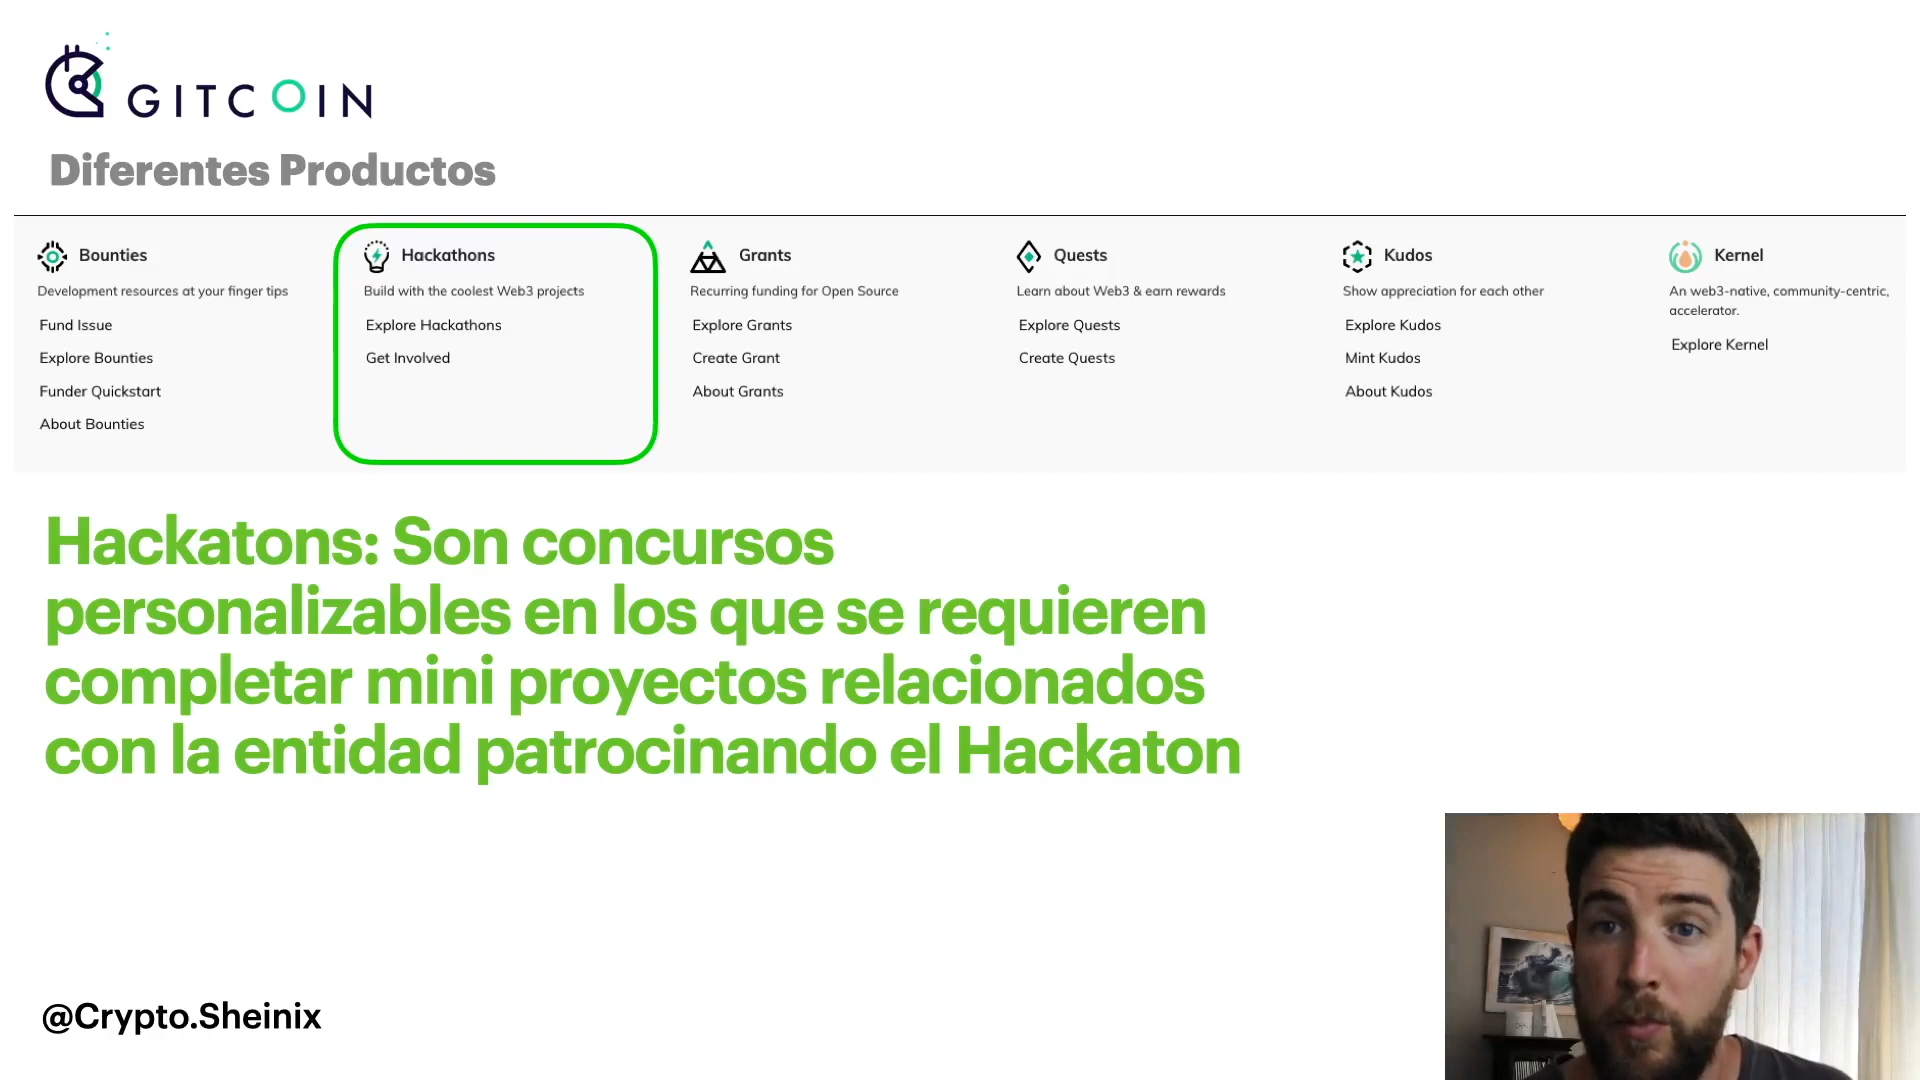 GITCOIN
Diferentes Productos
Bounties
Development resources at your finger tips
Fund Issue
Explore Bounties
Funder Quickstart
About Bounties
Hackathons
Build with the coolest Web3 projects
Explore Hackathons
Get Involved
Grants
Recurring funding for Open Source
Explore Grants
Create Grant
About Grants
Quests
Learn about Web3 & earn rewards
Explore Quests
Create Quests
Kudos
Show appreciation for each other
Explore Kudos
Mint Kudos
About Kudos
Kernel
An web3-native, community-centric,
accelerator.
Explore Kernel
Hackatons: Son concursos
personalizables en los que se requieren
completar mini proyectos relacionados
con la entidad patrocinando el Hackaton
@Crypto.Sheinix